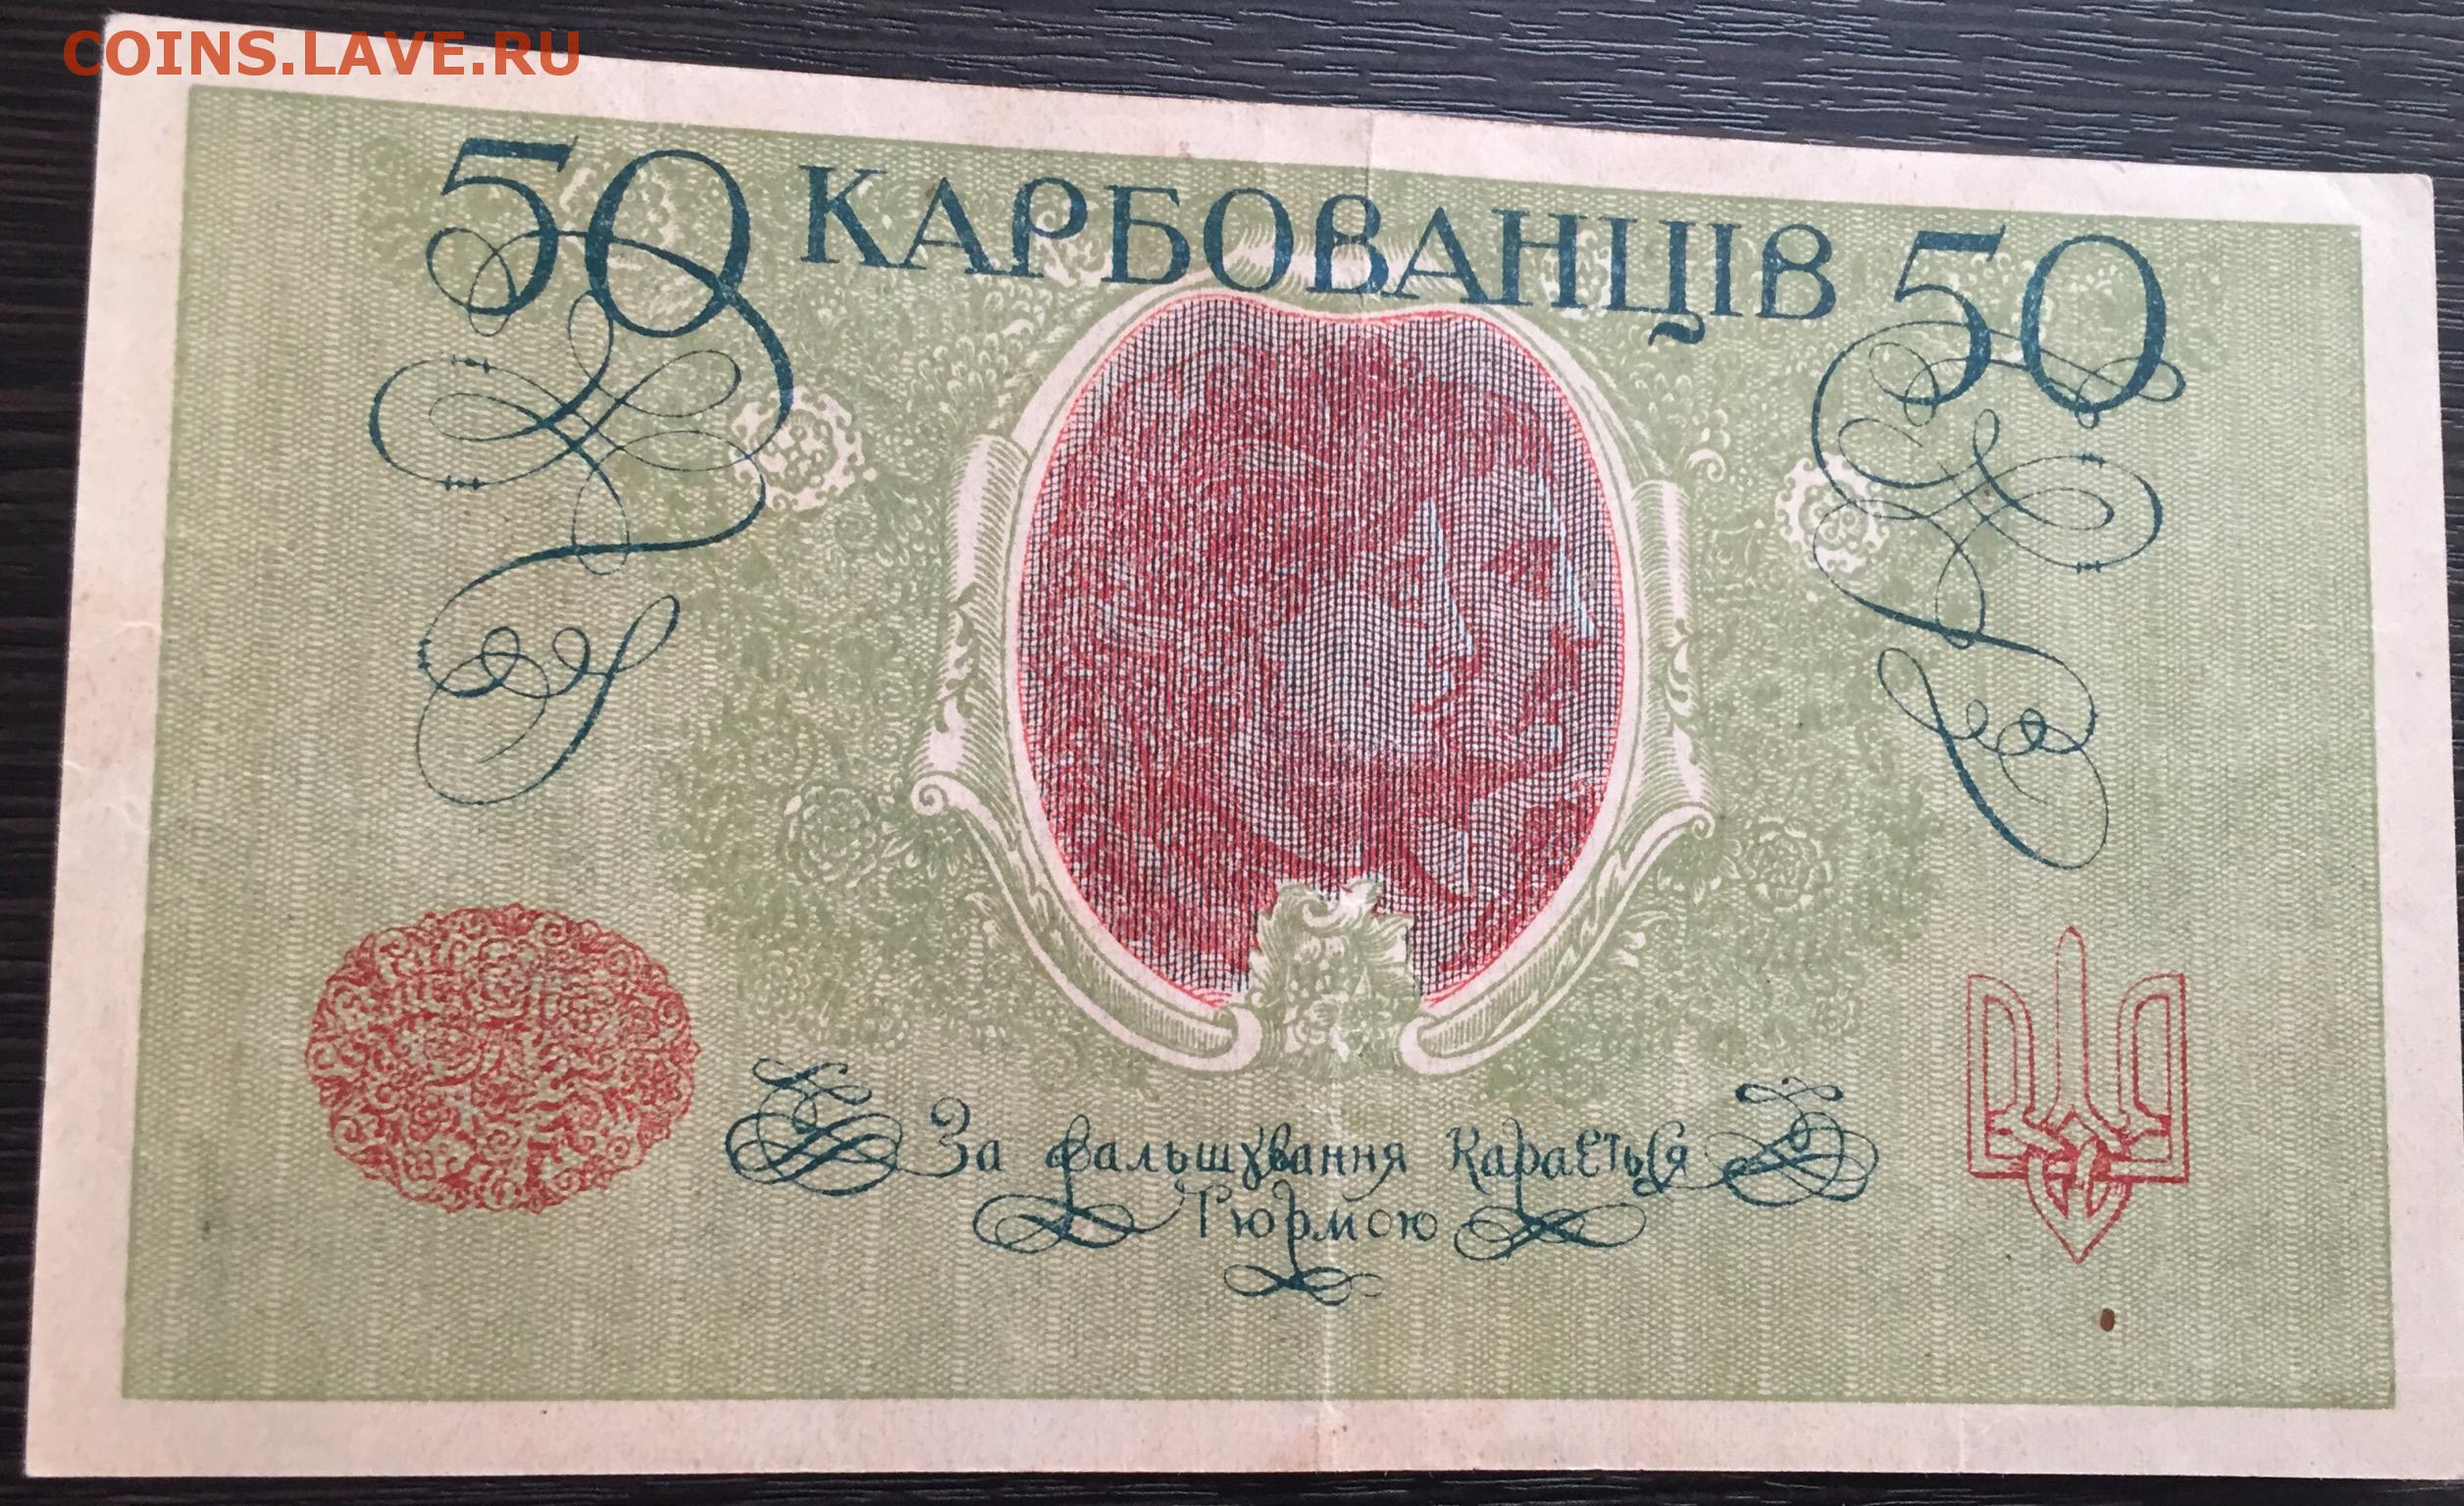 COINS.LAVE.RU
50 КАРБОВАНЦІВ 50
За фальшування Карається
Тюрмою